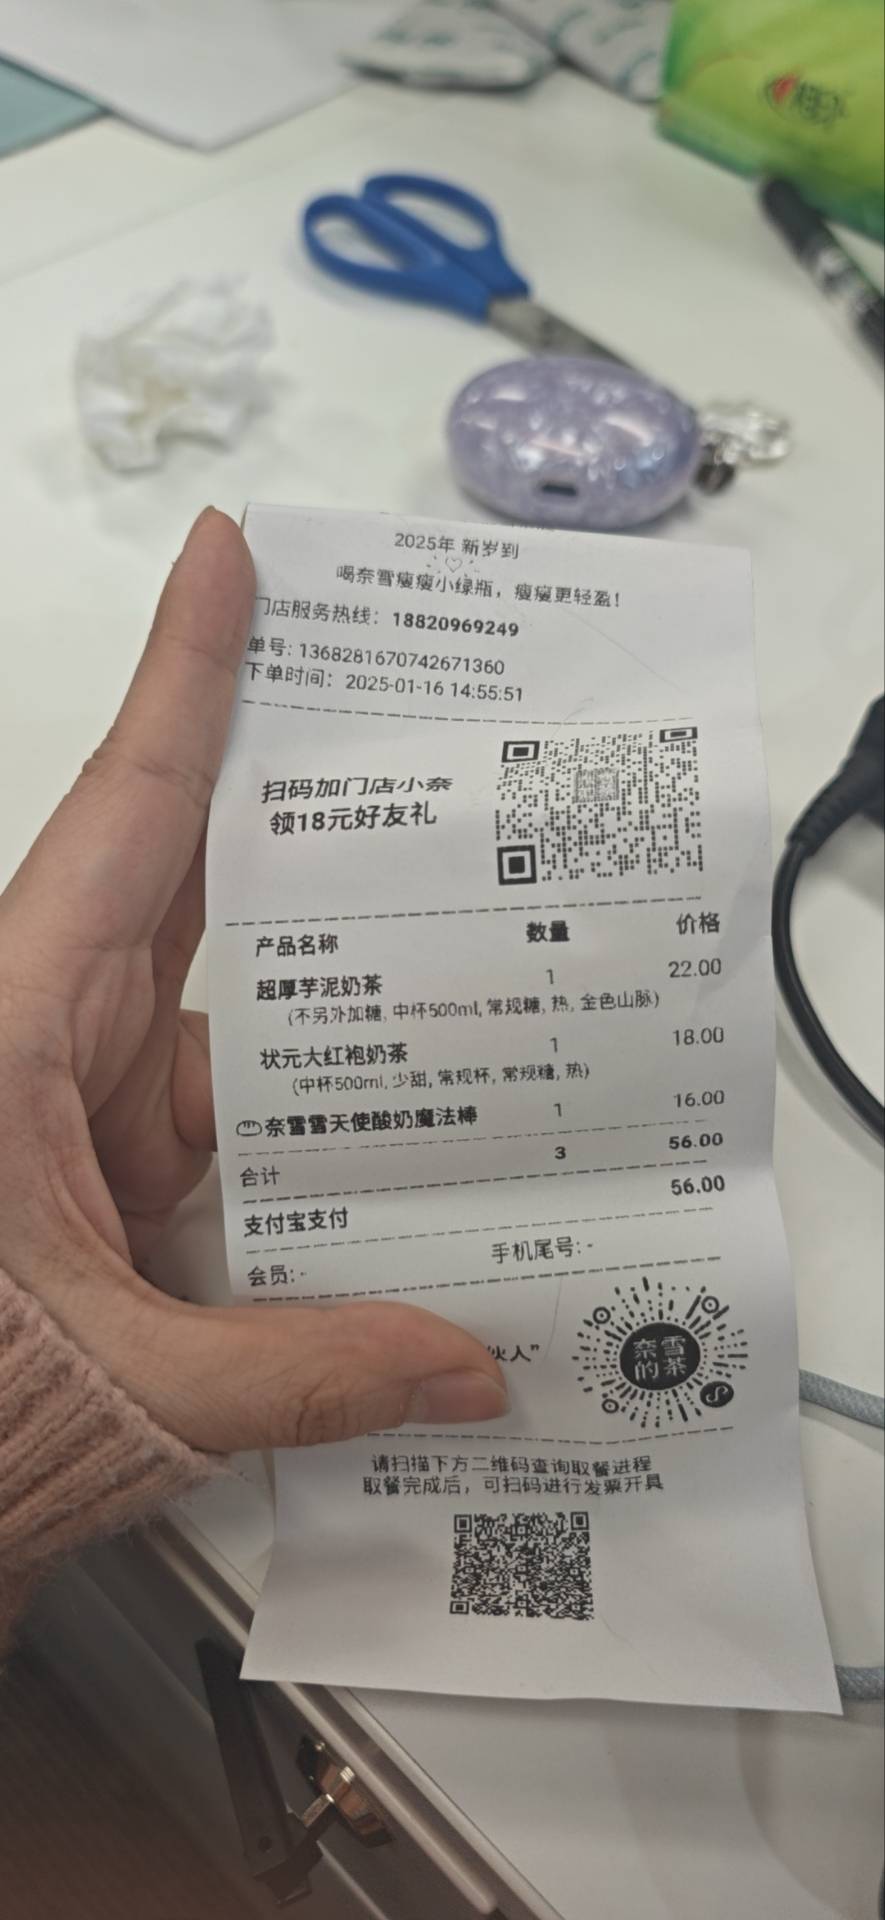 2025年 新岁到
喝奈雪瘦瘦小绿瓶，瘦瘦更轻盈！
门店服务热线：18820969249
单号：1368281670742671360
下单时间：2025-01-16 14:55:51
扫码加门店小奈
领18元好友礼
产品名称 数量 价格
超厚芋泥奶茶 1 22.00
(不另外加糖, 中杯500ml, 常规糖, 热, 金色山脉)
状元大红袍奶茶 1 18.00
(中杯500ml, 少甜, 常规杯, 常规糖, 热)
奈雪雪天使酸奶魔法棒 1 16.00
合计 3 56.00
支付宝支付 56.00
会员:- 手机尾号:-
伙人”
奈雪
的茶
请扫描下方二维码查询取餐进程
取餐完成后，可扫码进行发票开具